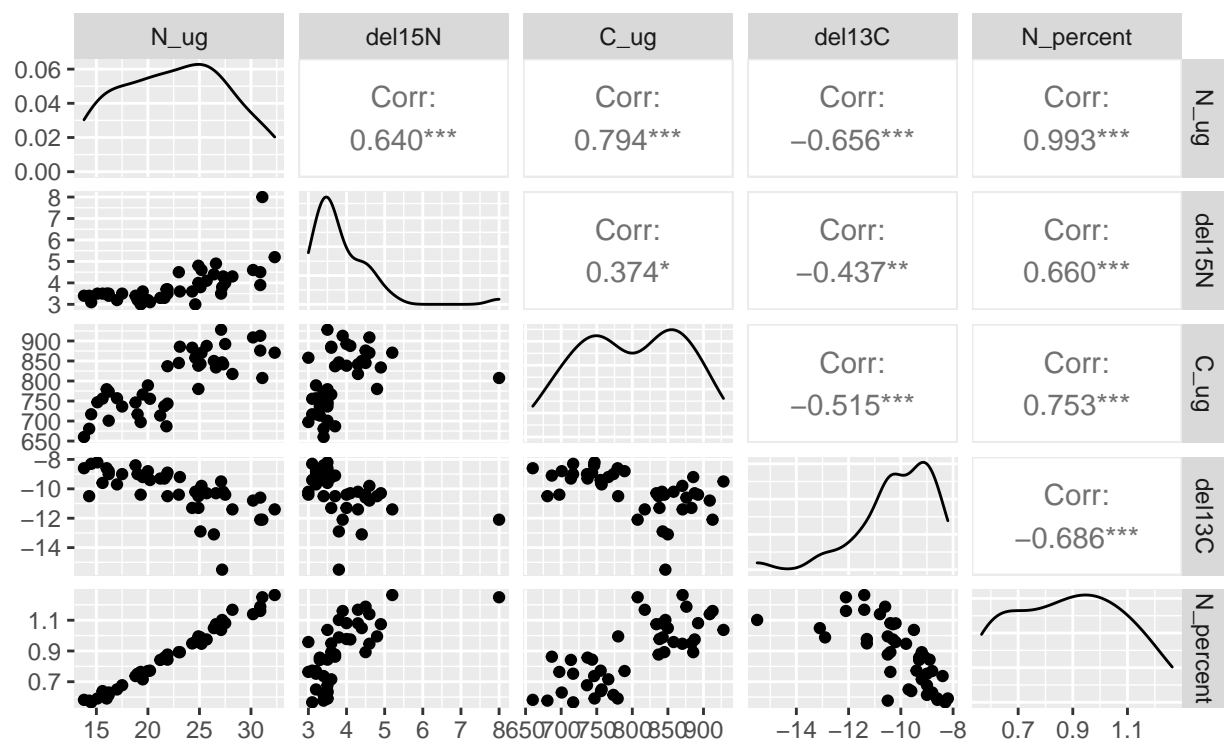 N_ug del15N C_ug del13C N_percent
0.06
0.04
0.02
0.00
Corr:
0.640***
Corr:
0.794***
Corr:
−0.656***
Corr:
0.993***
N_ug
8
7
6
5
4
3
Corr:
0.374*
Corr:
−0.437**
Corr:
0.660***
del15N
900
850
800
750
700
650
Corr:
−0.515***
Corr:
0.753***
C_ug
−8
−10
−12
−14
Corr:
−0.686***
del13C
1.1
0.9
0.7
N_percent
15 20 25 30 3 4 5 6 7 8 650 700 750 800 850 900 −14 −12 −10 −8 0.7 0.9 1.1